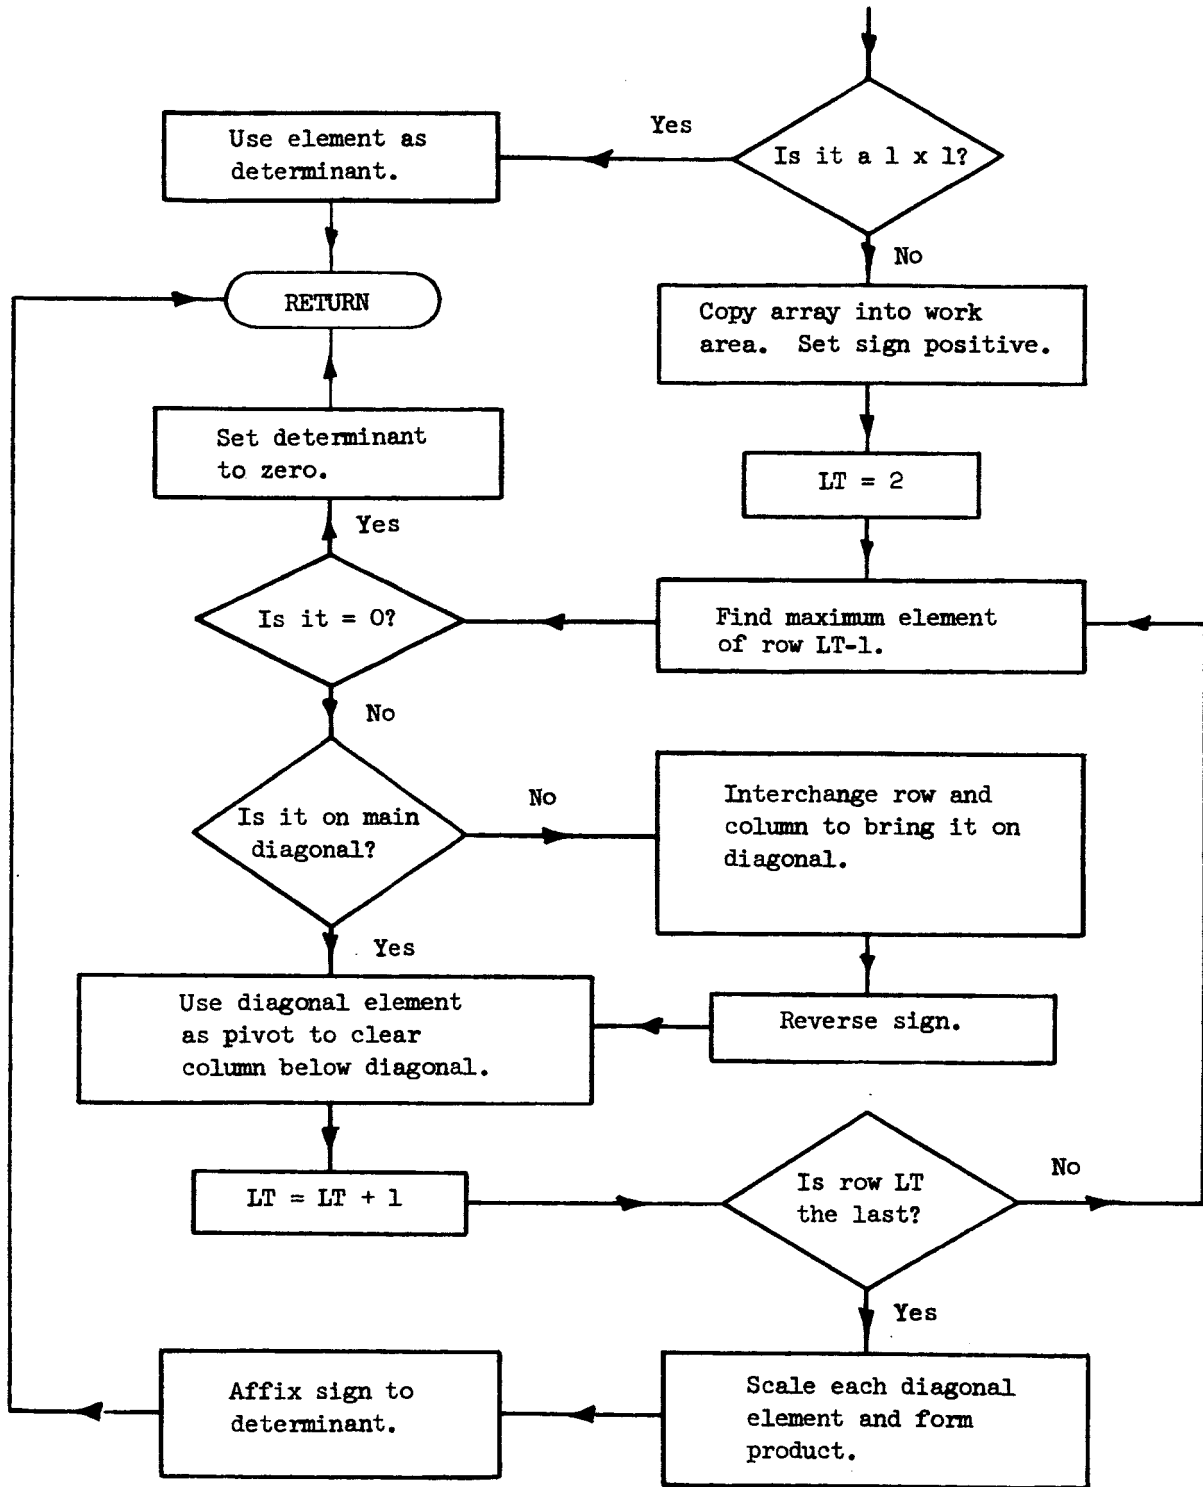 Is it a 1 x 1?
Yes
Use element as
determinant.
RETURN
No
Copy array into work
area.  Set sign positive.
LT = 2
Find maximum element
of row LT-1.
Is it = 0?
Yes
Set determinant
to zero.
No
Is it on main
diagonal?
No
Interchange row and
column to bring it on
diagonal.
Reverse sign.
Yes
Use diagonal element
as pivot to clear
column below diagonal.
LT = LT + 1
Is row LT
the last?
No
Yes
Scale each diagonal
element and form
product.
Affix sign to
determinant.